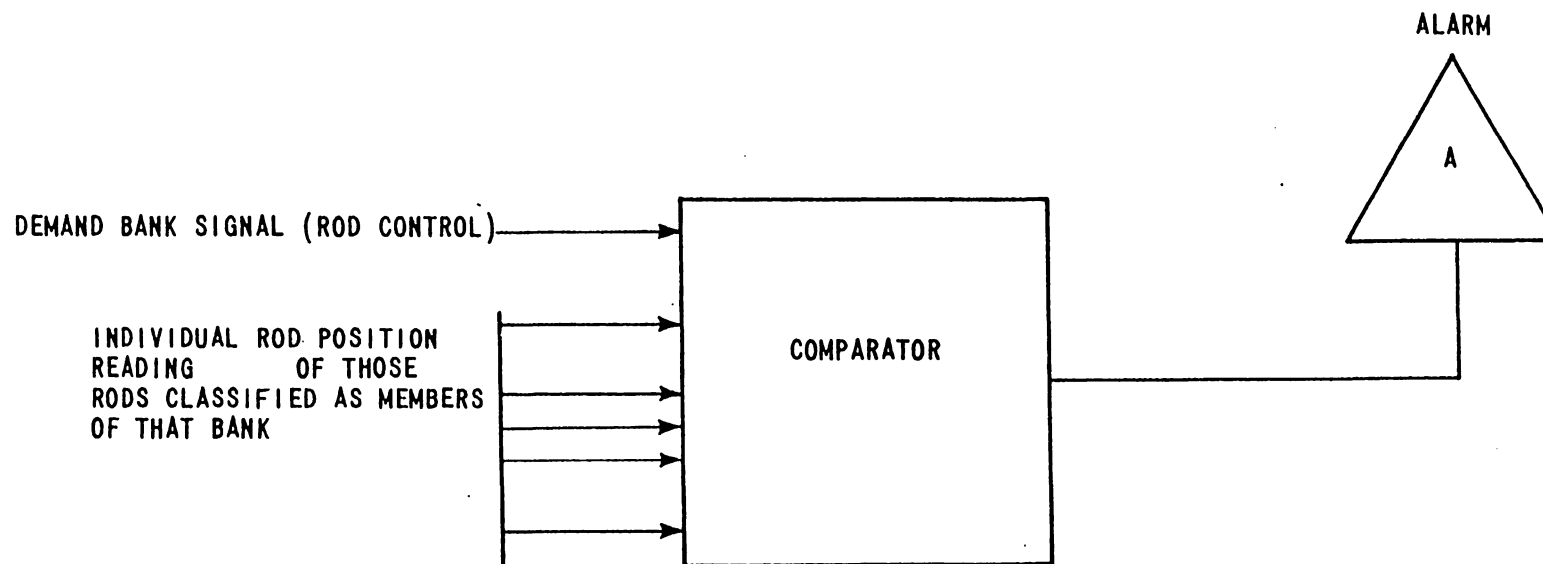 ALARM
A
DEMAND BANK SIGNAL (ROD CONTROL)
INDIVIDUAL ROD POSITION
READING OF THOSE
RODS CLASSIFIED AS MEMBERS
OF THAT BANK
COMPARATOR